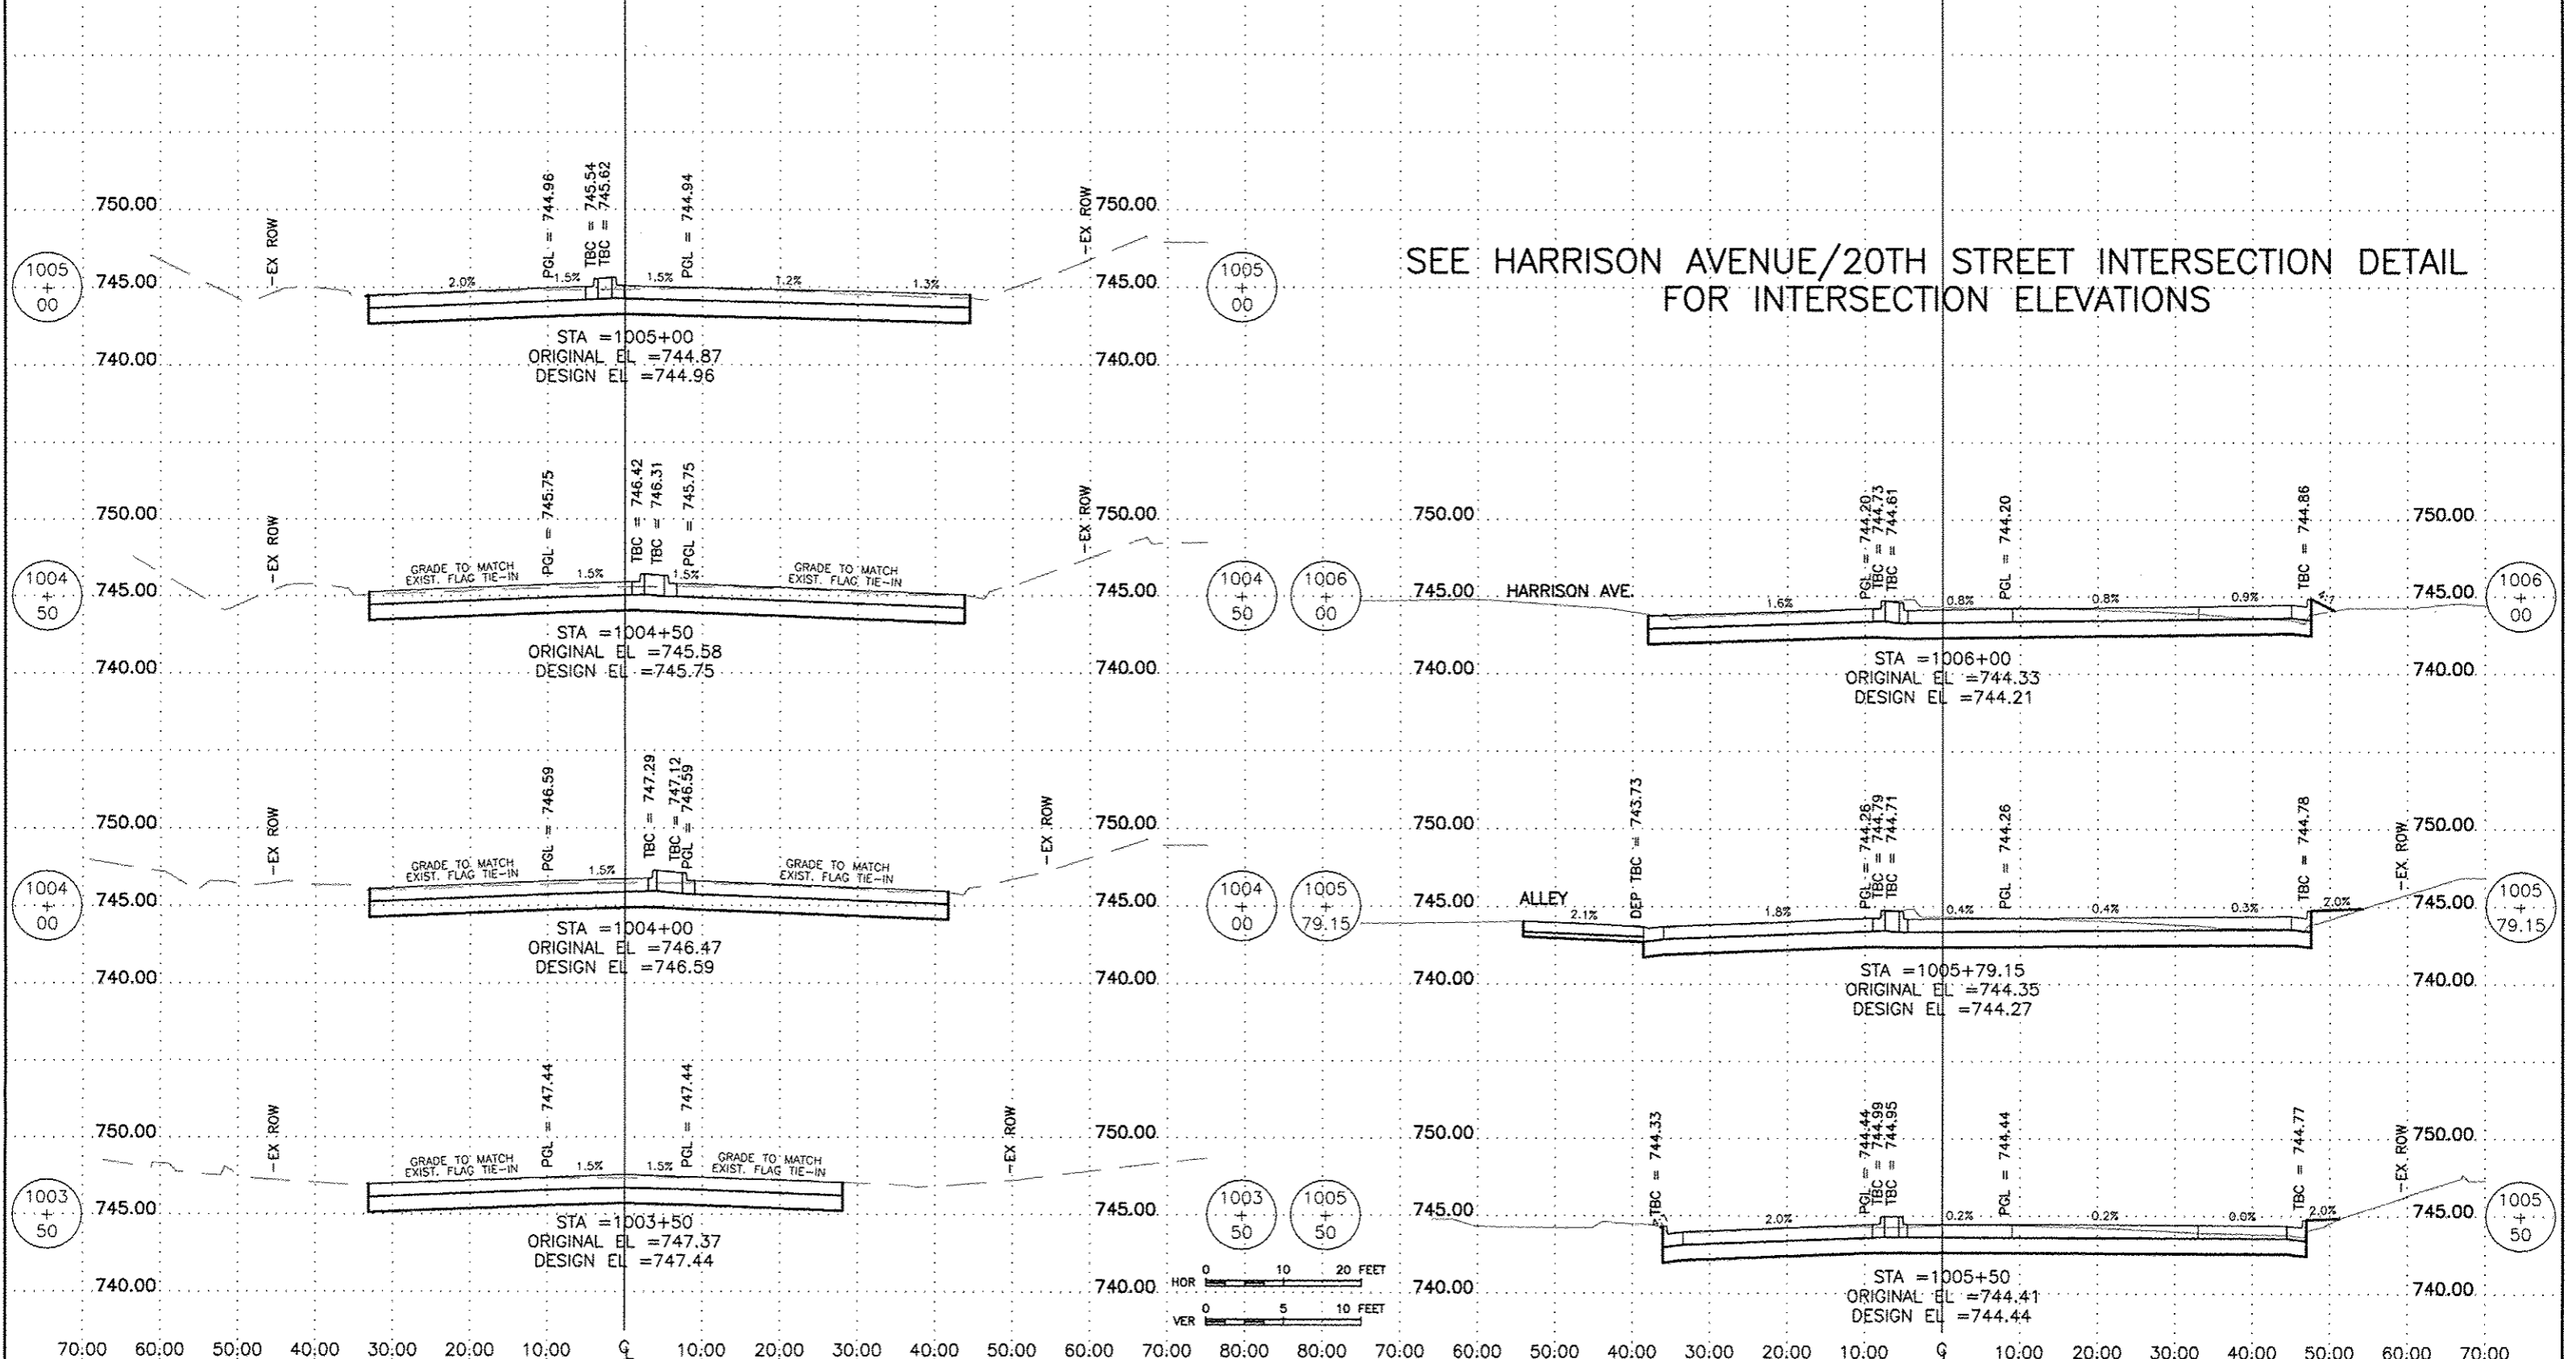 SEE HARRISON AVENUE/20TH STREET INTERSECTION DETAIL
FOR INTERSECTION ELEVATIONS
1005
+
00
750.00
745.00
740.00
-EX ROW
PGL = 744.96
TBC = 745.54
TBC = 745.62
PGL = 744.94
2.0%
1.5%
1.5%
1.2%
1.3%
-EX ROW
750.00
745.00
740.00
1005
+
00
STA =1005+00
ORIGINAL EL =744.87
DESIGN EL =744.96
1004
+
50
750.00
745.00
740.00
-EX ROW
GRADE TO MATCH
EXIST. FLAG TIE-IN
PGL = 745.75
1.5%
TBC = 746.42
TBC = 746.31
PGL = 745.75
1.5%
GRADE TO MATCH
EXIST. FLAG TIE-IN
-EX ROW
750.00
745.00
740.00
1004
+
50
STA =1004+50
ORIGINAL EL =745.58
DESIGN EL =745.75
1004
+
00
750.00
745.00
740.00
-EX ROW
GRADE TO MATCH
EXIST. FLAG TIE-IN
PGL = 746.59
1.5%
TBC = 747.29
TBC = 747.12
PGL = 746.59
GRADE TO MATCH
EXIST. FLAG TIE-IN
-EX ROW
750.00
745.00
740.00
1004
+
00
STA =1004+00
ORIGINAL EL =746.47
DESIGN EL =746.59
1003
+
50
750.00
745.00
740.00
-EX ROW
GRADE TO MATCH
EXIST. FLAG TIE-IN
PGL = 747.44
1.5%
1.5%
PGL = 747.44
GRADE TO MATCH
EXIST. FLAG TIE-IN
-EX ROW
750.00
745.00
740.00
1003
+
50
STA =1003+50
ORIGINAL EL =747.37
DESIGN EL =747.44
HOR
0 10 20 FEET
VER
0 5 10 FEET
1006
+
00
750.00
745.00
740.00
HARRISON AVE.
1.6%
PGL = 744.20
TBC = 744.73
TBC = 744.61
0.8%
PGL = 744.20
0.8%
0.9%
TBC = 744.86
750.00
745.00
740.00
1006
+
00
STA =1006+00
ORIGINAL EL =744.33
DESIGN EL =744.21
1005
+
79.15
750.00
745.00
740.00
ALLEY
2.1%
DEP TBC = 743.73
1.8%
PGL = 744.26
TBC = 744.79
TBC = 744.71
0.4%
PGL = 744.26
0.4%
0.3%
TBC = 744.78
2.0%
-EX ROW
750.00
745.00
740.00
1005
+
79.15
STA =1005+79.15
ORIGINAL EL =744.35
DESIGN EL =744.27
1005
+
50
750.00
745.00
740.00
TBC = 744.33
2.0%
PGL = 744.44
TBC = 744.99
TBC = 744.95
0.2%
PGL = 744.44
0.2%
0.0%
TBC = 744.77
2.0%
-EX ROW
750.00
745.00
740.00
1005
+
50
STA =1005+50
ORIGINAL EL =744.41
DESIGN EL =744.44
70:00 60:00 50:00 40:00 30:00 20:00 10:00 ℄ 10:00 20:00 30:00 40:00 50:00 60:00 70:00 80:00 80:00 70:00 60:00 50:00 40:00 30:00 20:00 10:00 ℄ 10:00 20:00 30:00 40:00 50:00 60:00 70:00